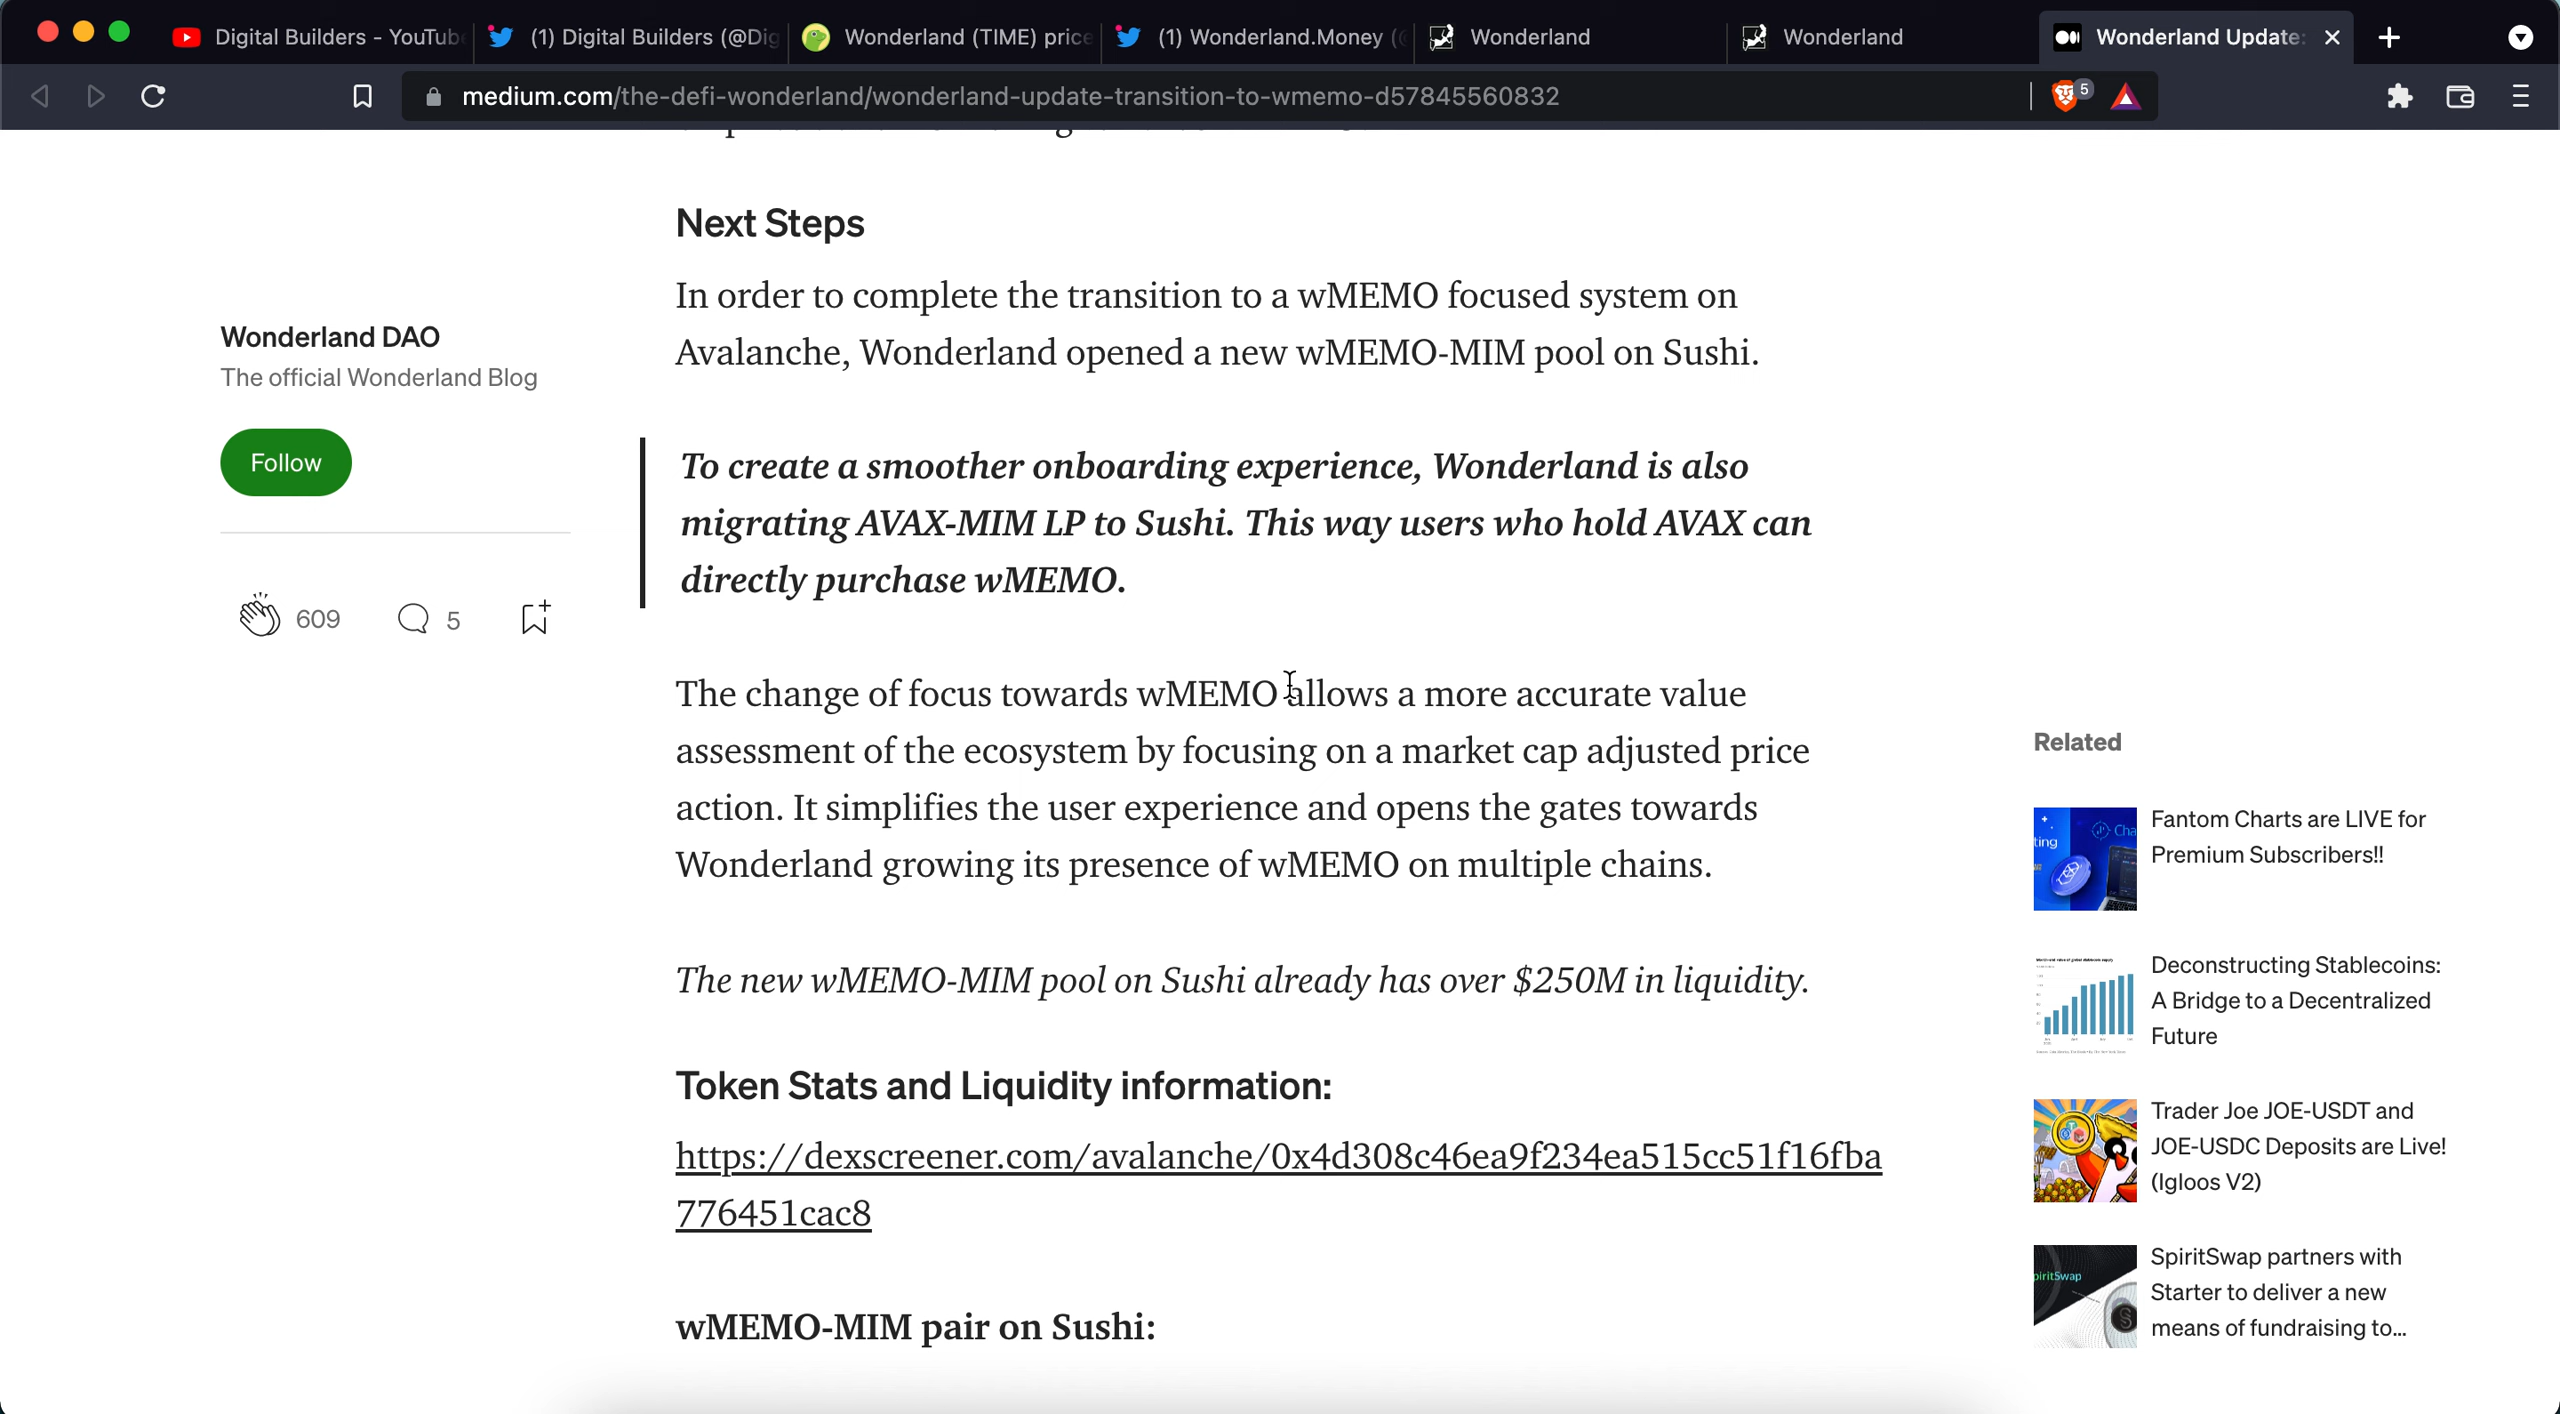 Digital Builders - YouTub
(1) Digital Builders (@Dig
Wonderland (TIME) price
(1) Wonderland.Money (@
Wonderland
Wonderland
Wonderland Update:
medium.com/the-defi-wonderland/wonderland-update-transition-to-wmemo-d57845560832
5
Next Steps
In order to complete the transition to a wMEMO focused system on
Avalanche, Wonderland opened a new wMEMO-MIM pool on Sushi.
Wonderland DAO
The official Wonderland Blog
Follow
609
5
To create a smoother onboarding experience, Wonderland is also
migrating AVAX-MIM LP to Sushi. This way users who hold AVAX can
directly purchase wMEMO.
The change of focus towards wMEMO allows a more accurate value
assessment of the ecosystem by focusing on a market cap adjusted price
action. It simplifies the user experience and opens the gates towards
Wonderland growing its presence of wMEMO on multiple chains.
The new wMEMO-MIM pool on Sushi already has over $250M in liquidity.
Token Stats and Liquidity information:
https://dexscreener.com/avalanche/0x4d308c46ea9f234ea515cc51f16fba
776451cac8
wMEMO-MIM pair on Sushi:
Related
ting
Cha
Fantom Charts are LIVE for
Premium Subscribers!!
Deconstructing Stablecoins:
A Bridge to a Decentralized
Future
Trader Joe JOE-USDT and
JOE-USDC Deposits are Live!
(Igloos V2)
piritSwap
SpiritSwap partners with
Starter to deliver a new
means of fundraising to...